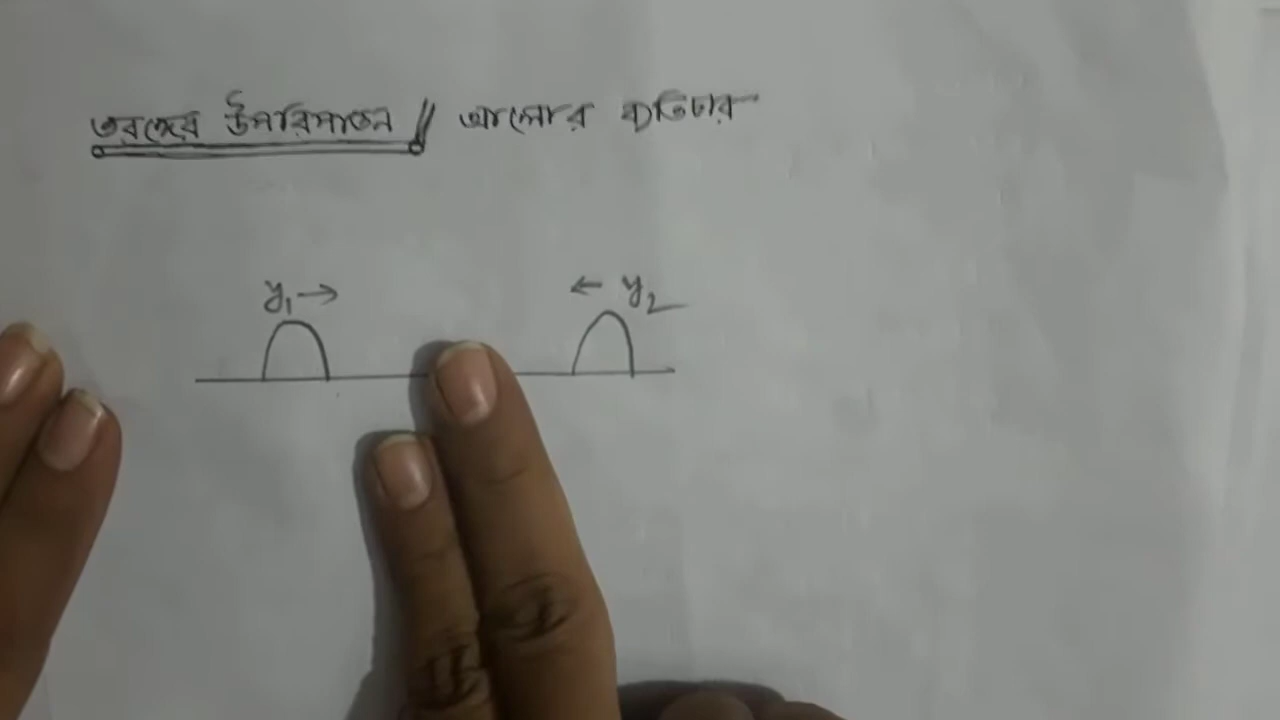 তরঙ্গের উপরিপাতন // আলোর ব্যতিচার
y₁ → ← y₂